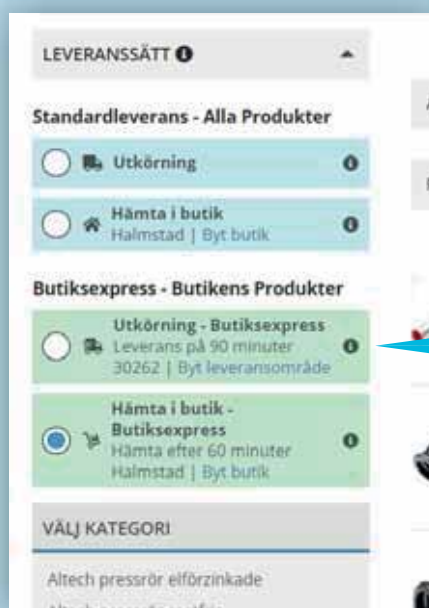 LEVERANSSÄTT
Standardleverans - Alla Produkter
Utkörning
Hämta i butik
Halmstad | Byt butik
Butiksexpress - Butikens Produkter
Utkörning - Butiksexpress
Leverans på 90 minuter
30262 | Byt leveransområde
Hämta i butik -
Butiksexpress
Hämta efter 60 minuter
Halmstad | Byt butik
VÄLJ KATEGORI
Altech pressrör elförzinkade